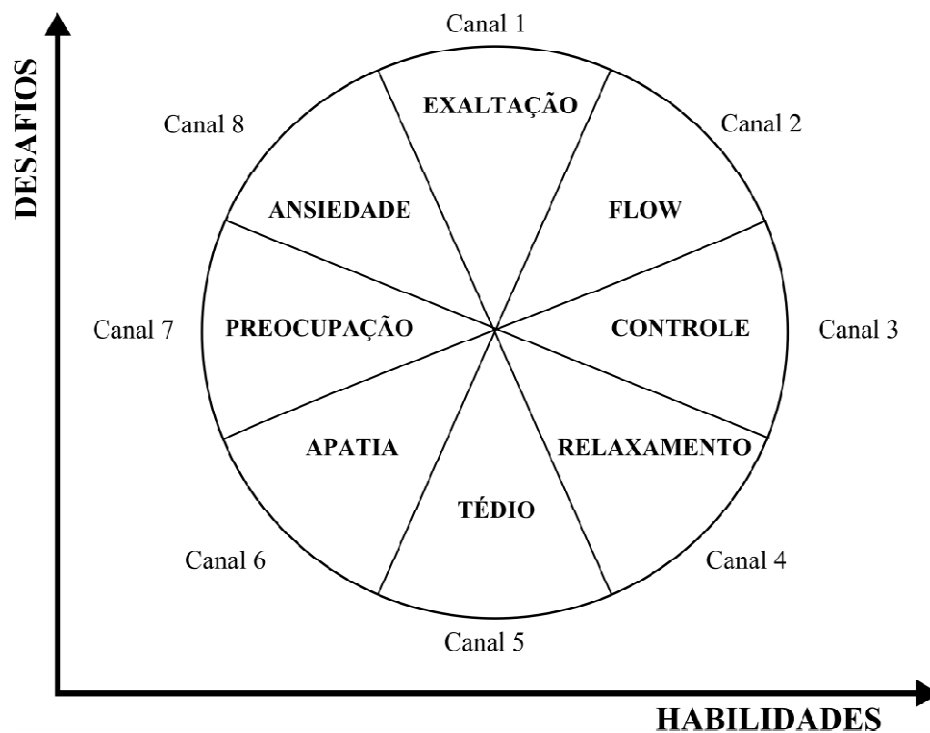 Canal 1
EXALTAÇÃO
Canal 8
Canal 2
DESAFIOS
ANSIEDADE
FLOW
Canal 7
PREOCUPAÇÃO
CONTROLE
Canal 3
APATIA
RELAXAMENTO
TÉDIO
Canal 6
Canal 4
Canal 5
HABILIDADES